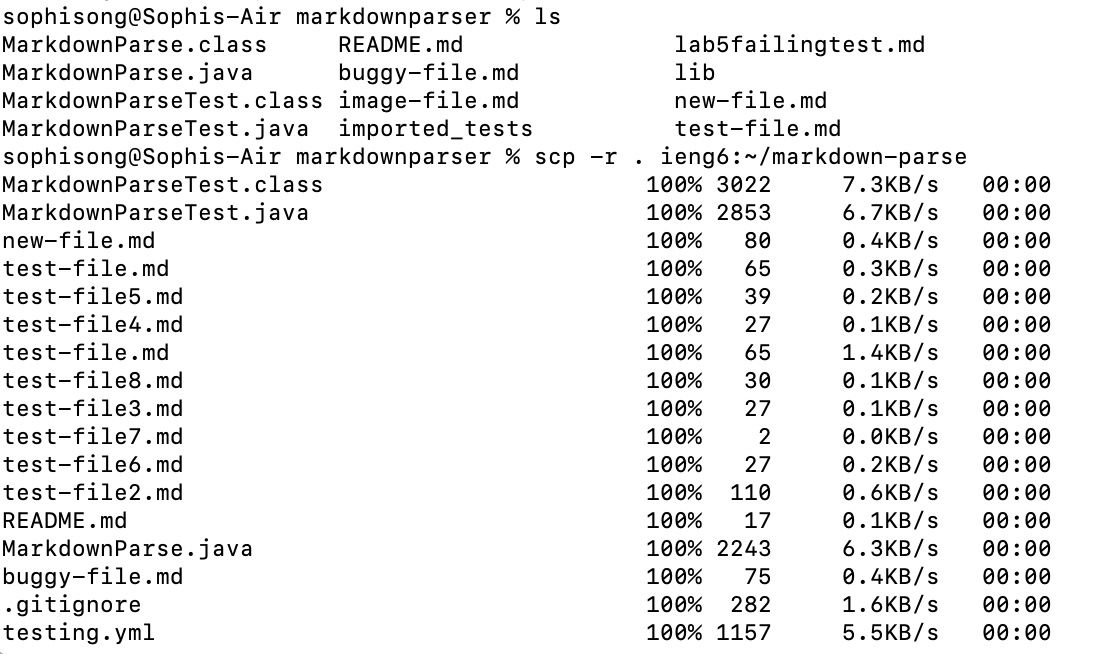 sophisong@Sophis-Air markdownparser % ls
MarkdownParse.class README.md lab5failingtest.md
MarkdownParse.java buggy-file.md lib
MarkdownParseTest.class image-file.md new-file.md
MarkdownParseTest.java imported_tests test-file.md
sophisong@Sophis-Air markdownparser % scp -r . ieng6:~/markdown-parse
MarkdownParseTest.class 100% 3022 7.3KB/s 00:00
MarkdownParseTest.java 100% 2853 6.7KB/s 00:00
new-file.md 100% 80 0.4KB/s 00:00
test-file.md 100% 65 0.3KB/s 00:00
test-file5.md 100% 39 0.2KB/s 00:00
test-file4.md 100% 27 0.1KB/s 00:00
test-file.md 100% 65 1.4KB/s 00:00
test-file8.md 100% 30 0.1KB/s 00:00
test-file3.md 100% 27 0.1KB/s 00:00
test-file7.md 100% 2 0.0KB/s 00:00
test-file6.md 100% 27 0.2KB/s 00:00
test-file2.md 100% 110 0.6KB/s 00:00
README.md 100% 17 0.1KB/s 00:00
MarkdownParse.java 100% 2243 6.3KB/s 00:00
buggy-file.md 100% 75 0.4KB/s 00:00
.gitignore 100% 282 1.6KB/s 00:00
testing.yml 100% 1157 5.5KB/s 00:00